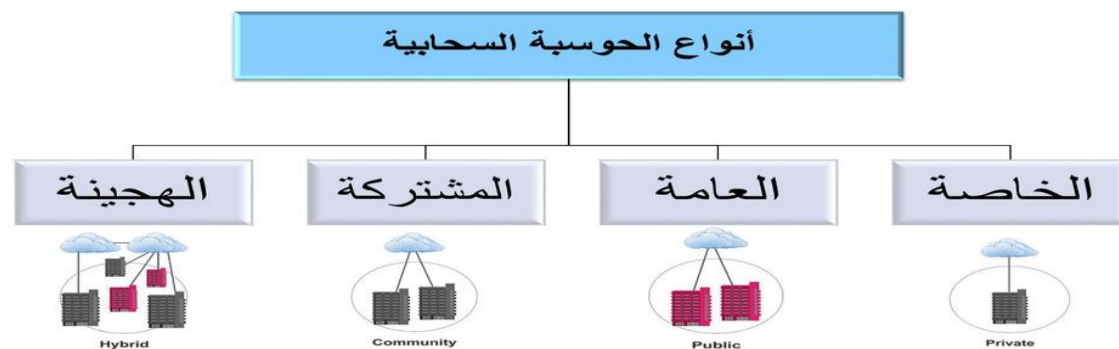 أنواع الحوسبة السحابية
الخاصة
العامة
المشتركة
الهجينة
Private
Public
Community
Hybrid